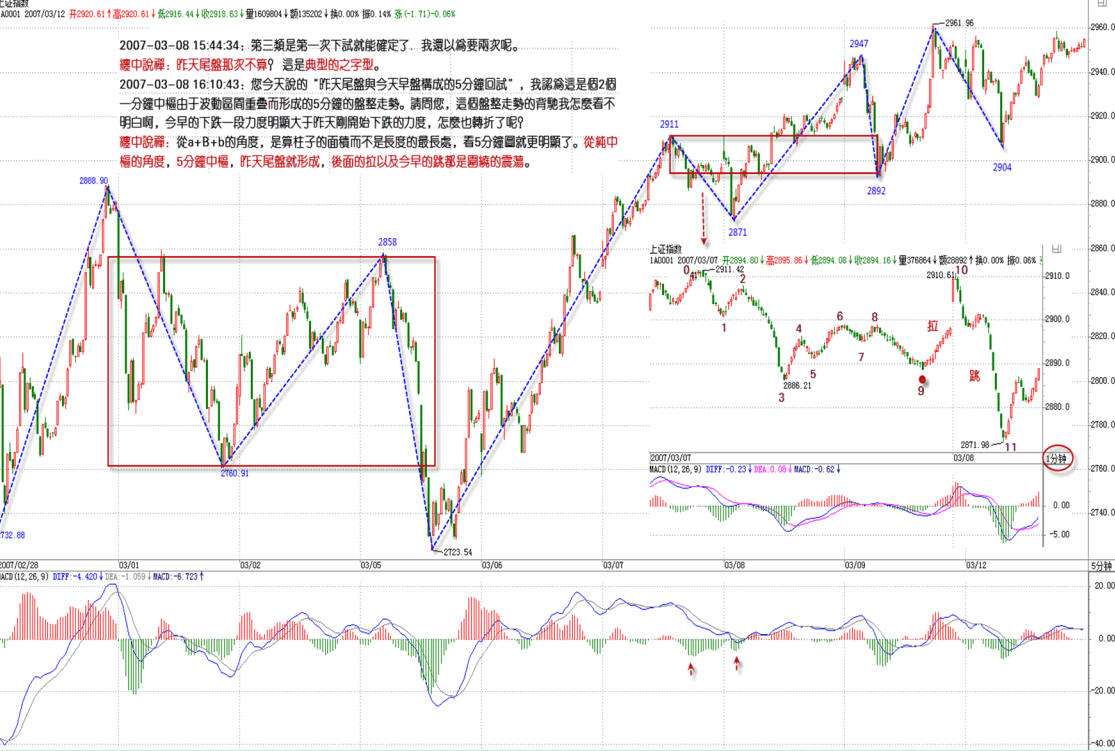 上证指数
A0001 2007/03/12 开2920.61↑高2920.61↓低2916.44↓收2918.63↓量1609804↓额135202↓换0.00% 振0.14% 涨(-1.71)-0.06%
2007-03-08 15:44:34：第三類是第一次下試就能確定了．我還以爲要兩次呢。
纏中說禪：昨天尾盤那次不算？這是典型的之字型。
2007-03-08 16:10:43：您今天說的“昨天尾盤與今天早盤構成的5分鐘回試”，我認爲這是個2個
一分鐘中樞由于波動區間重疊而形成的5分鐘的盤整走勢。請問您，這個盤整走勢的背馳我怎麽看不
明白啊，今早的下跌一段力度明顯大于昨天剛開始下跌的力度，怎麽也轉折了呢？
纏中說禪：從a+B+b的角度，是算柱子的面積而不是長度的最長處，看5分鐘圖就更明顯了。從純中
樞的角度，5分鐘中樞，昨天尾盤就形成，後面的拉以及今早的跳都是圍繞的震蕩。
2888.90
2858
2760.91
732.88
2723.54
2911
2871
2947
2892
2961.96
2904
2960.0
2940.0
2920.0
2900.0
2880.0
2860.0
2840.0
2820.0
2800.0
2780.0
2760.0
2740.0
上证指数
1A0001 2007/03/07 开2894.80↓高2895.86↓低2894.08↓收2894.16↓量376864↓额28892↑换0.00% 振0.06%
0 1 2 3 4 5 6 7 8 9 10 11
2911.42
2910.61
2886.21
2871.98
拉
跳
2910.0
2900.0
2890.0
2880.0
2007/03/07 03/08 1分钟
MACD(12,26,9) DIFF:-0.23↓DEA:0.08↓MACD:-0.62↓
0.00
-5.00
2007/02/28 03/01 03/02 03/05 03/06 03/07 03/08 03/09 03/12 5分钟
MACD(12,26,9) DIFF:-4.420↓DEA:-1.059↓MACD:-6.723↑
20.00
0.00
-20.00
-40.00